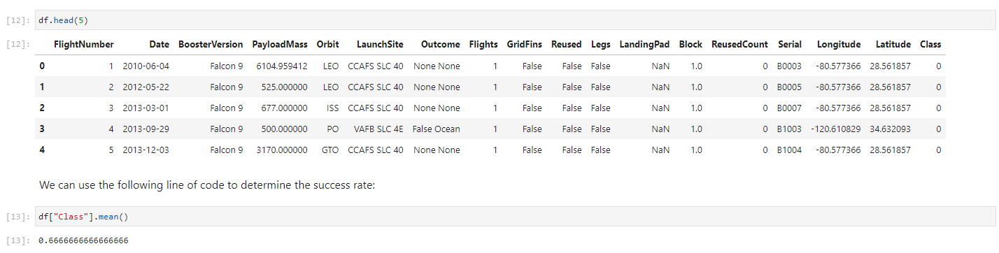 [12]: df.head(5)
[12]: FlightNumber Date BoosterVersion PayloadMass Orbit LaunchSite Outcome Flights GridFins Reused Legs LandingPad Block ReusedCount Serial Longitude Latitude Class
0 1 2010-06-04 Falcon 9 6104.959412 LEO CCAFS SLC 40 None None 1 False False False NaN 1.0 0 B0003 -80.577366 28.561857 0
1 2 2012-05-22 Falcon 9 525.000000 LEO CCAFS SLC 40 None None 1 False False False NaN 1.0 0 B0005 -80.577366 28.561857 0
2 3 2013-03-01 Falcon 9 677.000000 ISS CCAFS SLC 40 None None 1 False False False NaN 1.0 0 B0007 -80.577366 28.561857 0
3 4 2013-09-29 Falcon 9 500.000000 PO VAFB SLC 4E False Ocean 1 False False False NaN 1.0 0 B1003 -120.610829 34.632093 0
4 5 2013-12-03 Falcon 9 3170.000000 GTO CCAFS SLC 40 None None 1 False False False NaN 1.0 0 B1004 -80.577366 28.561857 0
We can use the following line of code to determine the success rate:
[13]: df["Class"].mean()
[13]: 0.6666666666666666